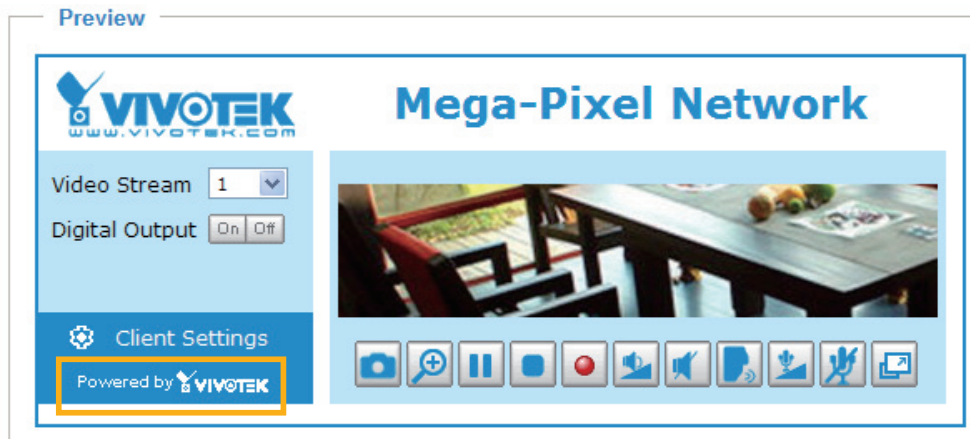 Preview
VIVOTEK
www.vivotek.com
Mega-Pixel Network
Video Stream 1
Digital Output On Off
Client Settings
Powered by VIVOTEK